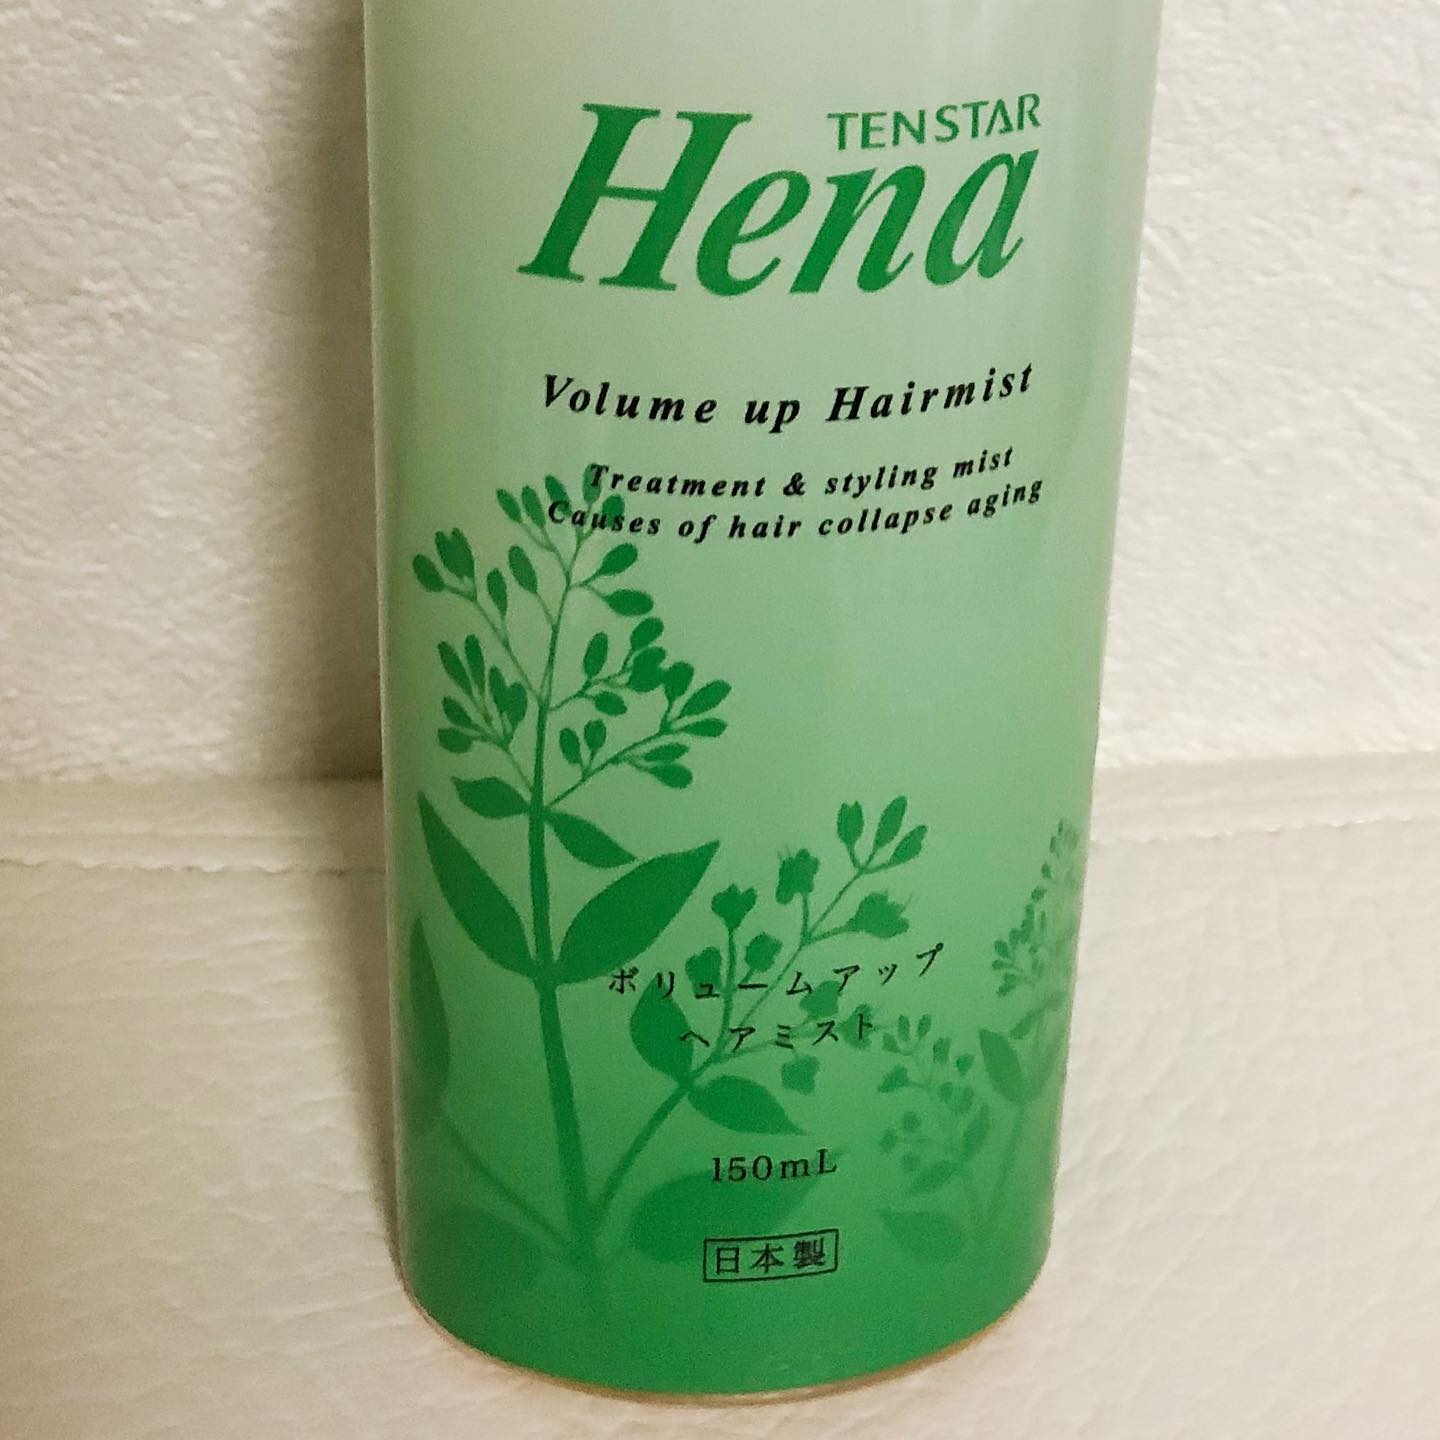 TENSTAR
Hena
Volume up Hairmist
Treatment & styling mist
Causes of hair collapse aging
ボリュームアップ
ヘアミスト
150mL
日本製